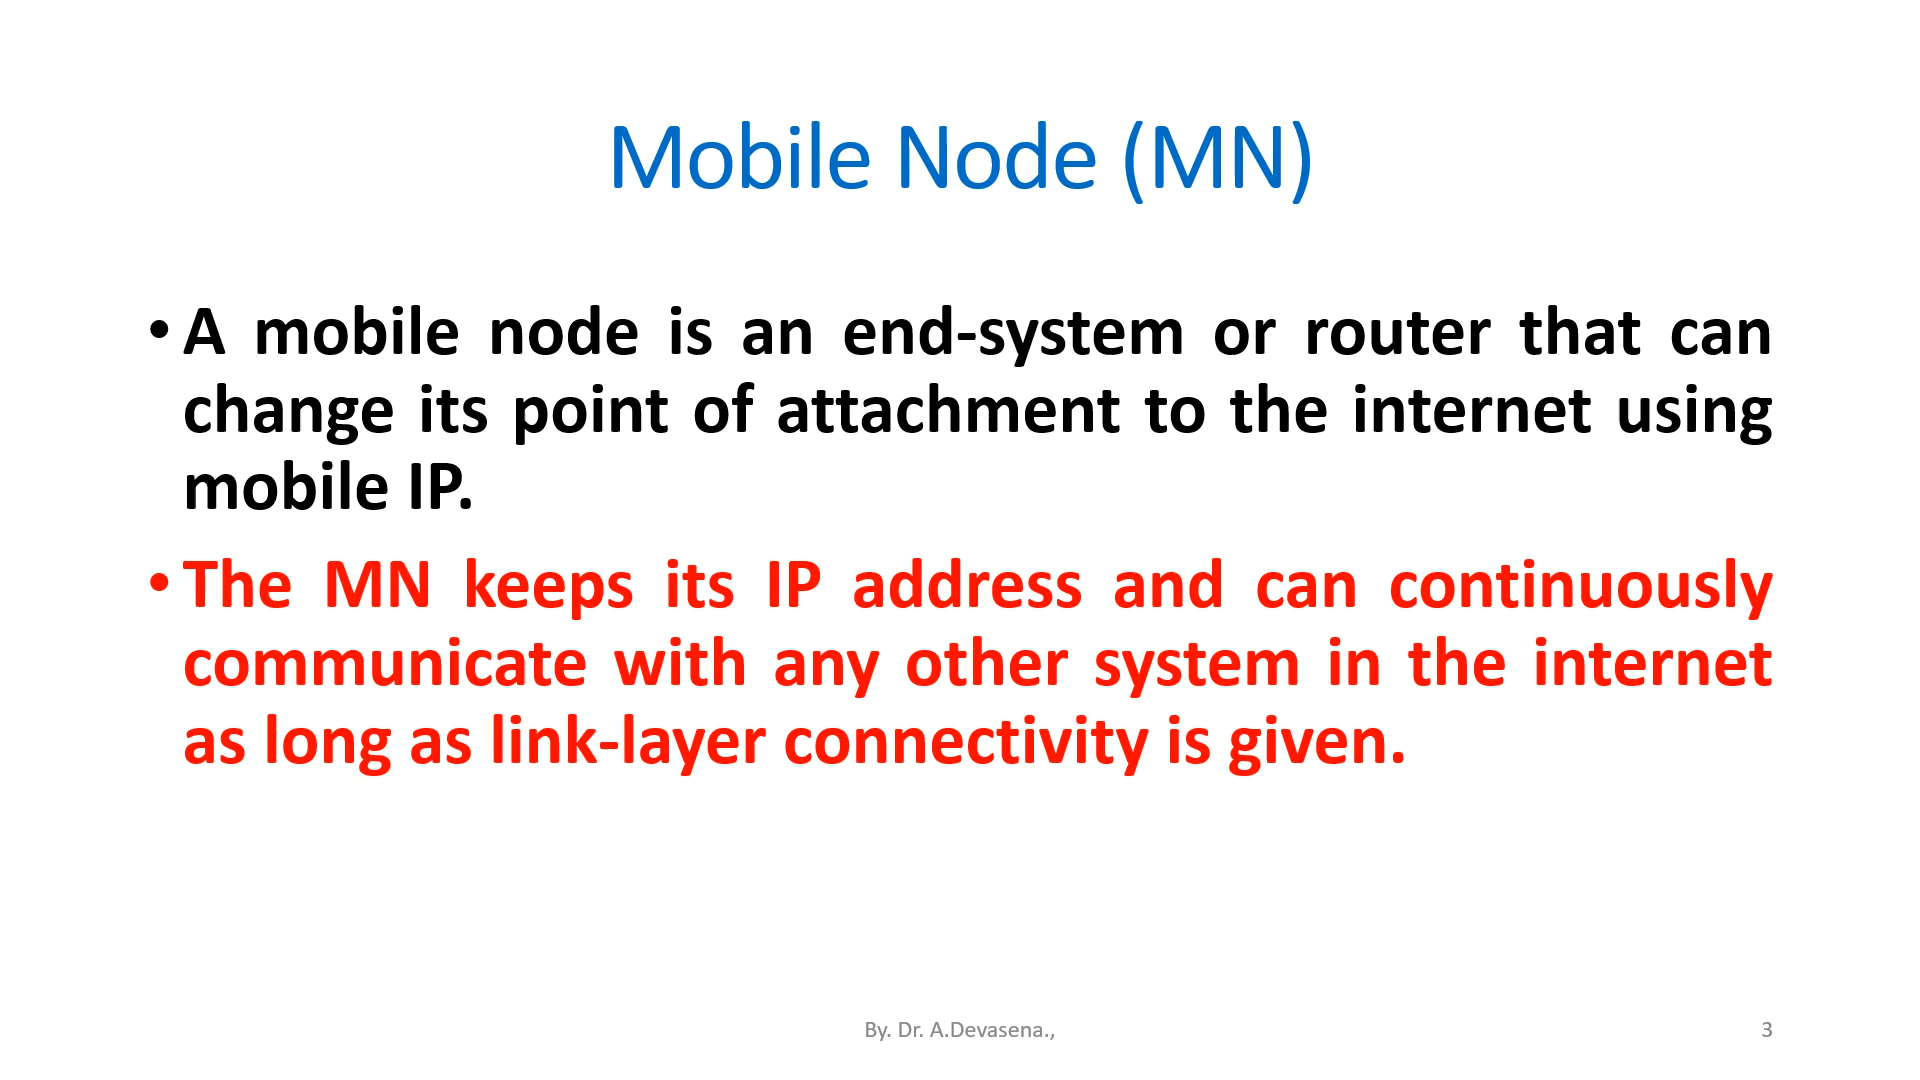 Mobile Node (MN)
• A mobile node is an end-system or router that can
change its point of attachment to the internet using
mobile IP.
• The MN keeps its IP address and can continuously
communicate with any other system in the internet
as long as link-layer connectivity is given.
By. Dr. A.Devasena.,
3